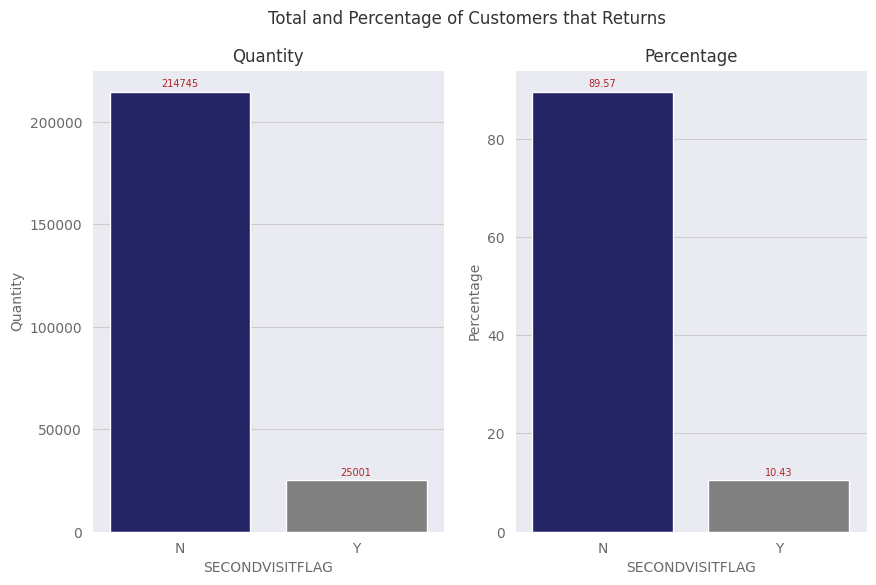 Total and Percentage of Customers that Returns
Quantity
214745
200000
150000
100000
50000
0
Quantity
25001
N
Y
SECONDVISITFLAG
Percentage
89.57
80
60
40
20
0
Percentage
10.43
N
Y
SECONDVISITFLAG